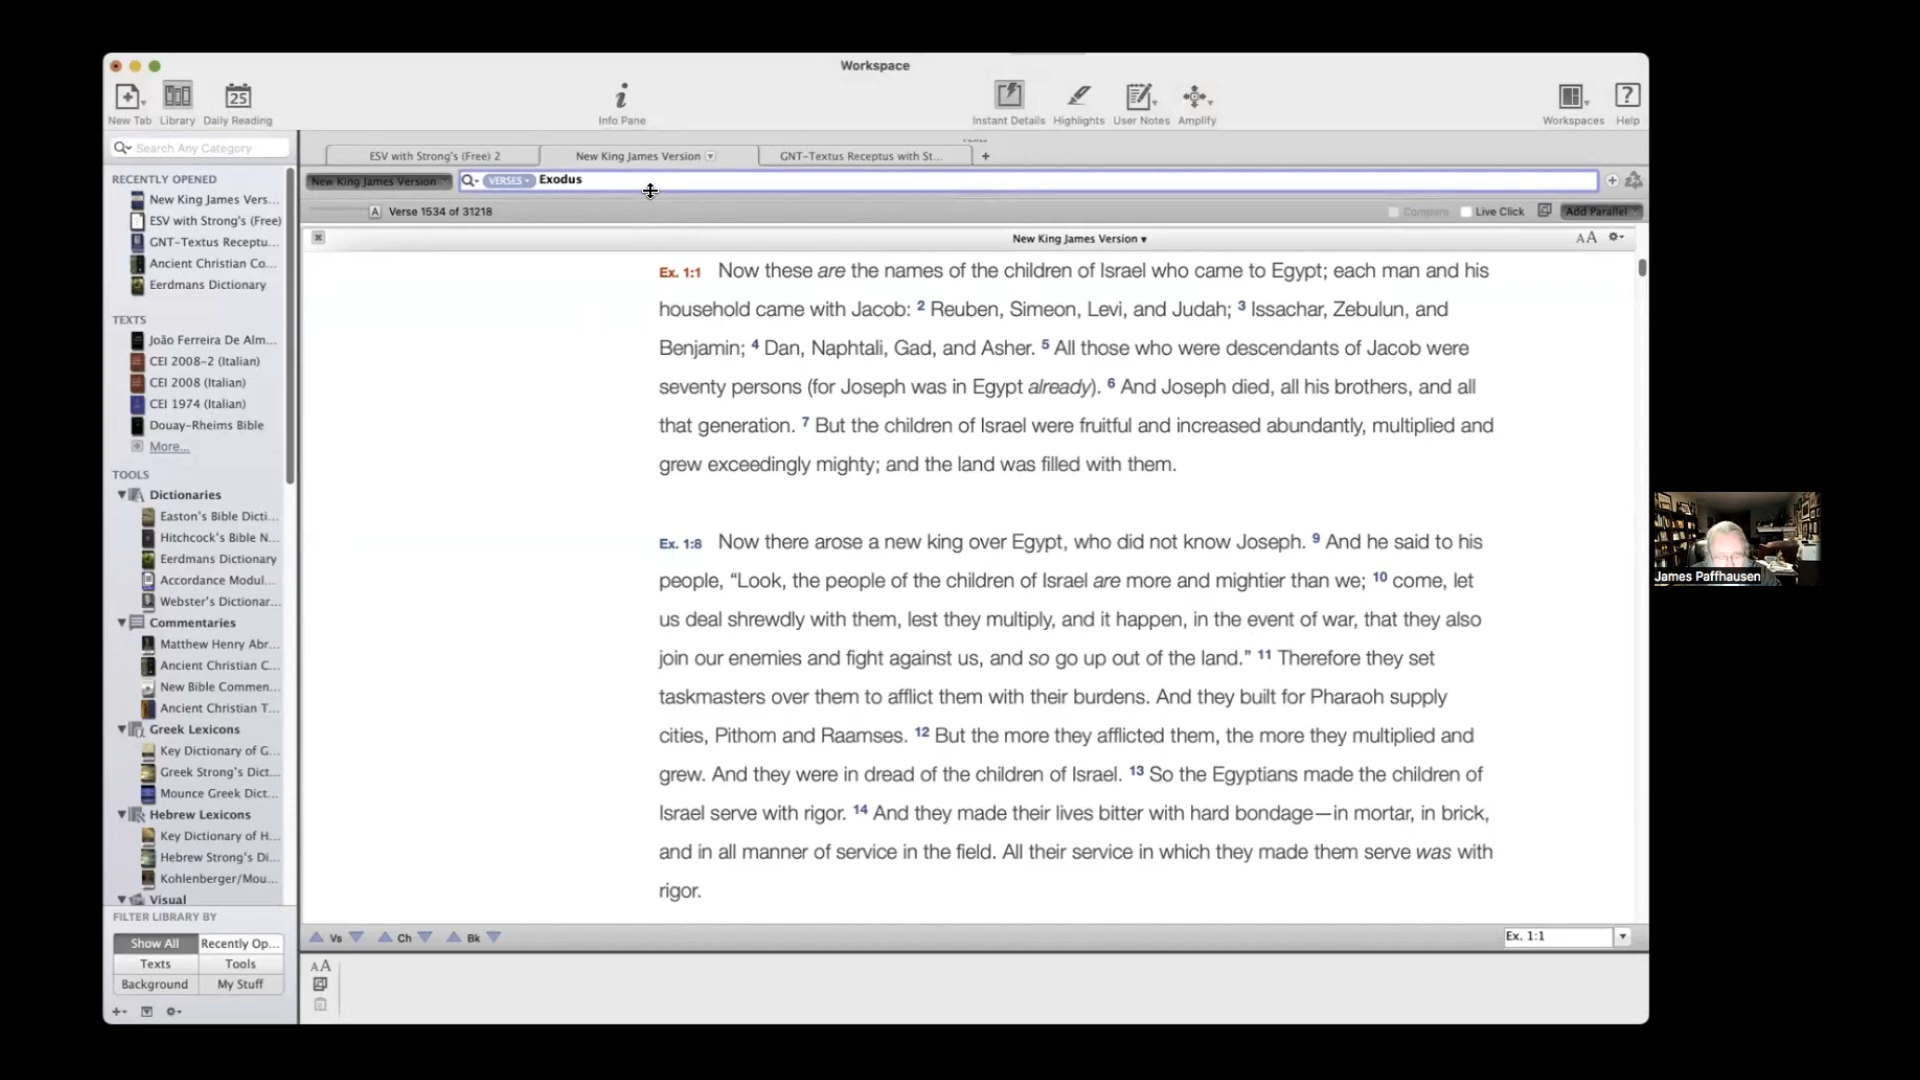 Workspace
New Tab
Library
25
Daily Reading
i
Info Pane
Instant Details
Highlights
User Notes
Amplify
Workspaces
?
Help
Search Any Category
ESV with Strong's (Free) 2
New King James Version
GNT-Textus Receptus with St...
+
New King James Version
VERSES
Exodus
A
Verse 1534 of 31218
Compare
Live Click
Add Parallel
New King James Version
AA
RECENTLY OPENED
New King James Vers...
ESV with Strong's (Free)
GNT-Textus Receptu...
Ancient Christian Co...
Eerdmans Dictionary
TEXTS
João Ferreira De Alm...
CEI 2008-2 (Italian)
CEI 2008 (Italian)
CEI 1974 (Italian)
Douay-Rheims Bible
More...
TOOLS
Dictionaries
Easton's Bible Dicti...
Hitchcock's Bible N...
Eerdmans Dictionary
Accordance Modul...
Webster's Dictionar...
Commentaries
Matthew Henry Abr...
Ancient Christian C...
New Bible Commen...
Ancient Christian T...
Greek Lexicons
Key Dictionary of G...
Greek Strong's Dict...
Mounce Greek Dict...
Hebrew Lexicons
Key Dictionary of H...
Hebrew Strong's Di...
Kohlenberger/Mou...
Visual
FILTER LIBRARY BY
Show All
Recently Op...
Texts
Tools
Background
My Stuff
Ex. 1:1 Now these are the names of the children of Israel who came to Egypt; each man and his
household came with Jacob: 2 Reuben, Simeon, Levi, and Judah; 3 Issachar, Zebulun, and
Benjamin; 4 Dan, Naphtali, Gad, and Asher. 5 All those who were descendants of Jacob were
seventy persons (for Joseph was in Egypt already). 6 And Joseph died, all his brothers, and all
that generation. 7 But the children of Israel were fruitful and increased abundantly, multiplied and
grew exceedingly mighty; and the land was filled with them.
Ex. 1:8 Now there arose a new king over Egypt, who did not know Joseph. 9 And he said to his
people, “Look, the people of the children of Israel are more and mightier than we; 10 come, let
us deal shrewdly with them, lest they multiply, and it happen, in the event of war, that they also
join our enemies and fight against us, and so go up out of the land.” 11 Therefore they set
taskmasters over them to afflict them with their burdens. And they built for Pharaoh supply
cities, Pithom and Raamses. 12 But the more they afflicted them, the more they multiplied and
grew. And they were in dread of the children of Israel. 13 So the Egyptians made the children of
Israel serve with rigor. 14 And they made their lives bitter with hard bondage—in mortar, in brick,
and in all manner of service in the field. All their service in which they made them serve was with
rigor.
Vs
Ch
Bk
Ex. 1:1
AA
James Paffhausen